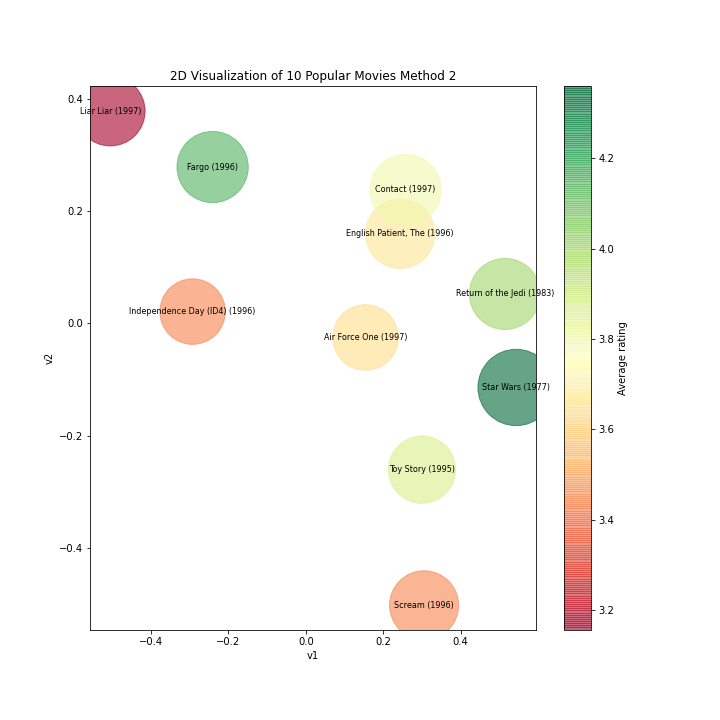 2D Visualization of 10 Popular Movies Method 2
0.4
0.2
0.0
−0.2
−0.4
v2
Liar Liar (1997)
Fargo (1996)
Contact (1997)
English Patient, The (1996)
Return of the Jedi (1983)
Independence Day (ID4) (1996)
Air Force One (1997)
Star Wars (1977)
Toy Story (1995)
Scream (1996)
−0.4
−0.2
0.0
0.2
0.4
v1
4.2
4.0
3.8
3.6
3.4
3.2
Average rating